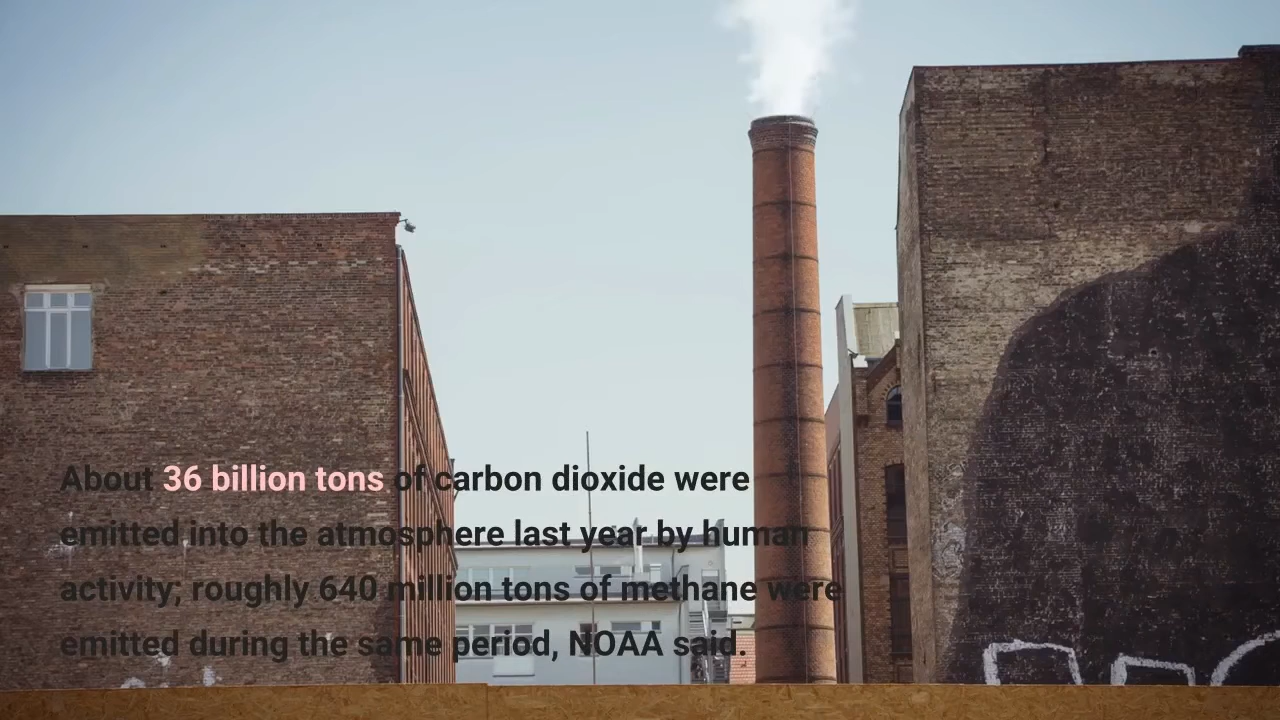 About 36 billion tons of carbon dioxide were
emitted into the atmosphere last year by human
activity; roughly 640 million tons of methane were
emitted during the same period, NOAA said.